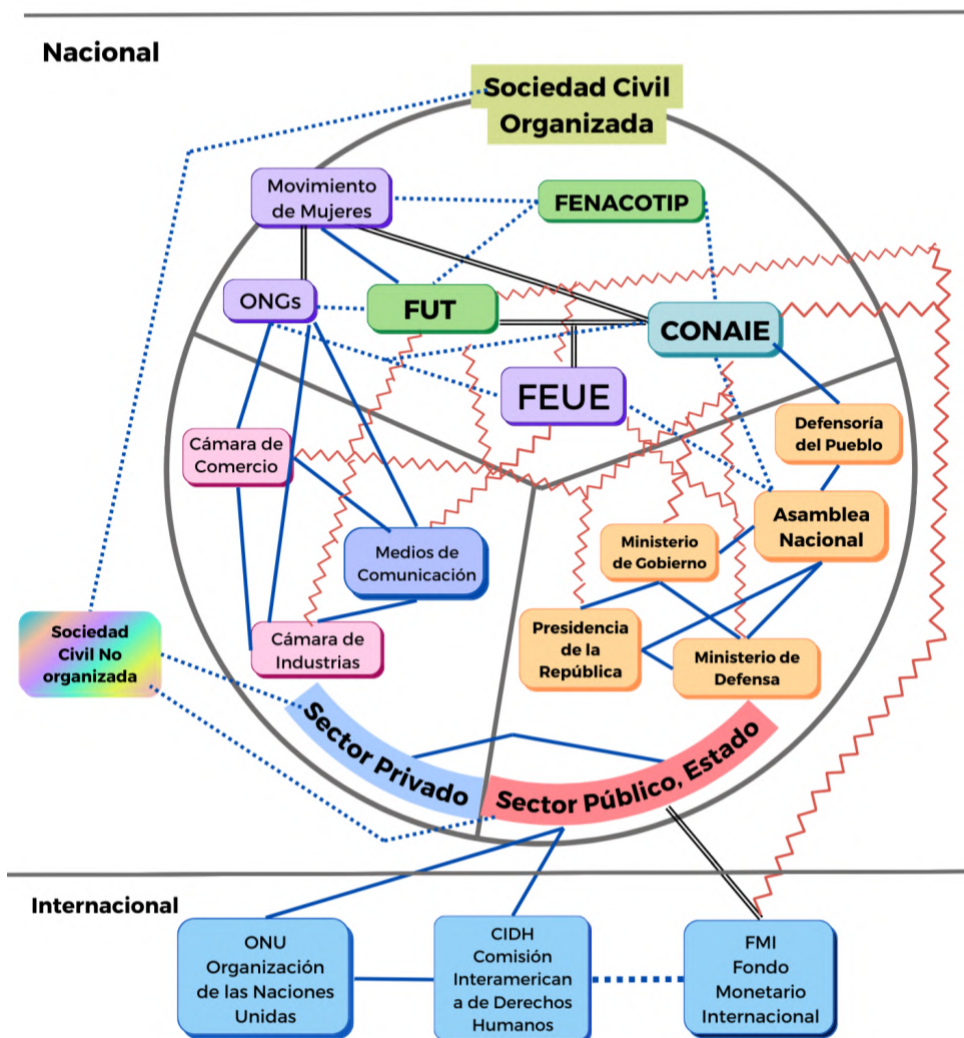 Nacional
Sociedad Civil
Organizada
Movimiento
de Mujeres
FENACOTIP
ONGs
FUT
CONAIE
FEUE
Defensoría
del Pueblo
Cámara de
Comercio
Asamblea
Nacional
Medios de
Comunicación
Ministerio
de Gobierno
Sociedad
Civil No
organizada
Cámara de
Industrias
Presidencia
de la
República
Ministerio de
Defensa
Sector Privado
Sector Público, Estado
Internacional
ONU
Organización
de las Naciones
Unidas
CIDH
Comisión
Interamerican
a de Derechos
Humanos
FMI
Fondo
Monetario
Internacional